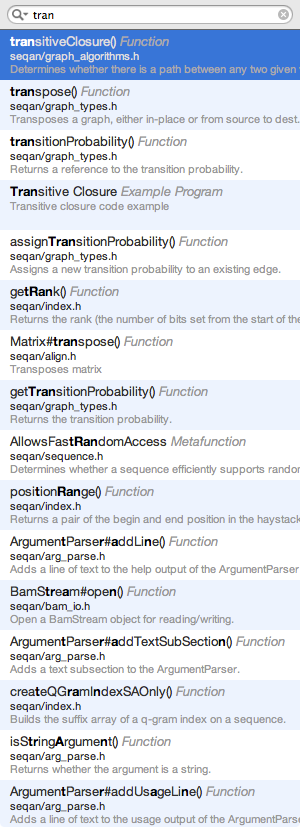 tran
transitiveClosure() Function
seqan/graph_algorithms.h
Determines whether there is a path between any two given
transpose() Function
seqan/graph_types.h
Transposes a graph, either in-place or from source to dest.
transitionProbability() Function
seqan/graph_types.h
Returns a reference to the transition probability.
Transitive Closure Example Program
Transitive closure code example
assignTransitionProbability() Function
seqan/graph_types.h
Assigns a new transition probability to an existing edge.
getRank() Function
seqan/index.h
Returns the rank (the number of bits set from the start of the
Matrix#transpose() Function
seqan/align.h
Transposes matrix
getTransitionProbability() Function
seqan/graph_types.h
Returns the transition probability.
AllowsFastRandomAccess Metafunction
seqan/sequence.h
Determines whether a sequence efficiently supports random
positionRange() Function
seqan/index.h
Returns a pair of the begin and end position in the haystack
ArgumentParser#addLine() Function
seqan/arg_parse.h
Adds a line of text to the help output of the ArgumentParser
BamStream#open() Function
seqan/bam_io.h
Open a BamStream object for reading/writing.
ArgumentParser#addTextSubSection() Function
seqan/arg_parse.h
Adds a text subsection to the ArgumentParser.
createQGramIndexSAOnly() Function
seqan/index.h
Builds the suffix array of a q-gram index on a sequence.
isStringArgument() Function
seqan/arg_parse.h
Returns whether the argument is a string.
ArgumentParser#addUsageLine() Function
seqan/arg_parse.h
Adds a line of text to the usage output of the ArgumentParser